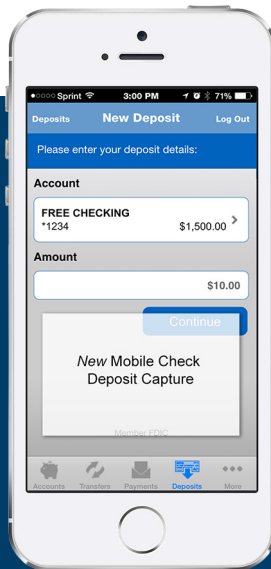 Sprint 3:00 PM 71%
Deposits New Deposit Log Out
Please enter your deposit details:
Account
FREE CHECKING
*1234 $1,500.00 >
Amount
$10.00
Continue
New Mobile Check
Deposit Capture
Member FDIC
Accounts Transfers Payments Deposits More